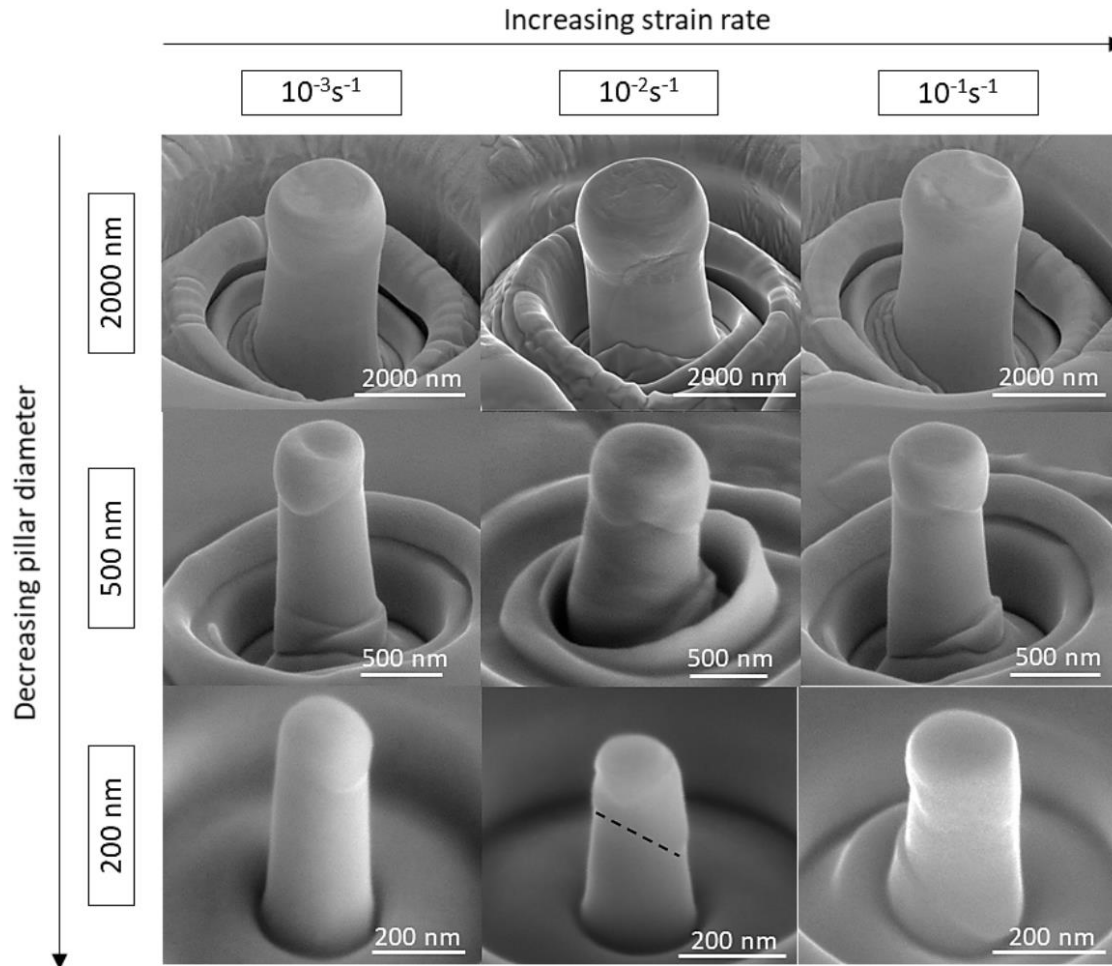 Increasing strain rate
10⁻³s⁻¹
10⁻²s⁻¹
10⁻¹s⁻¹
Decreasing pillar diameter
2000 nm
2000 nm
2000 nm
2000 nm
500 nm
500 nm
500 nm
500 nm
200 nm
200 nm
200 nm
200 nm